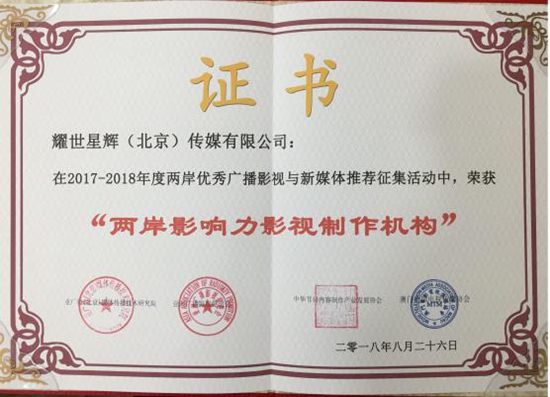 证书
耀世星辉（北京）传媒有限公司：
在2017-2018年度两岸优秀广播影视与新媒体推荐征集活动中，荣获
“两岸影响力影视制作机构”
二零一八年八月二十六日